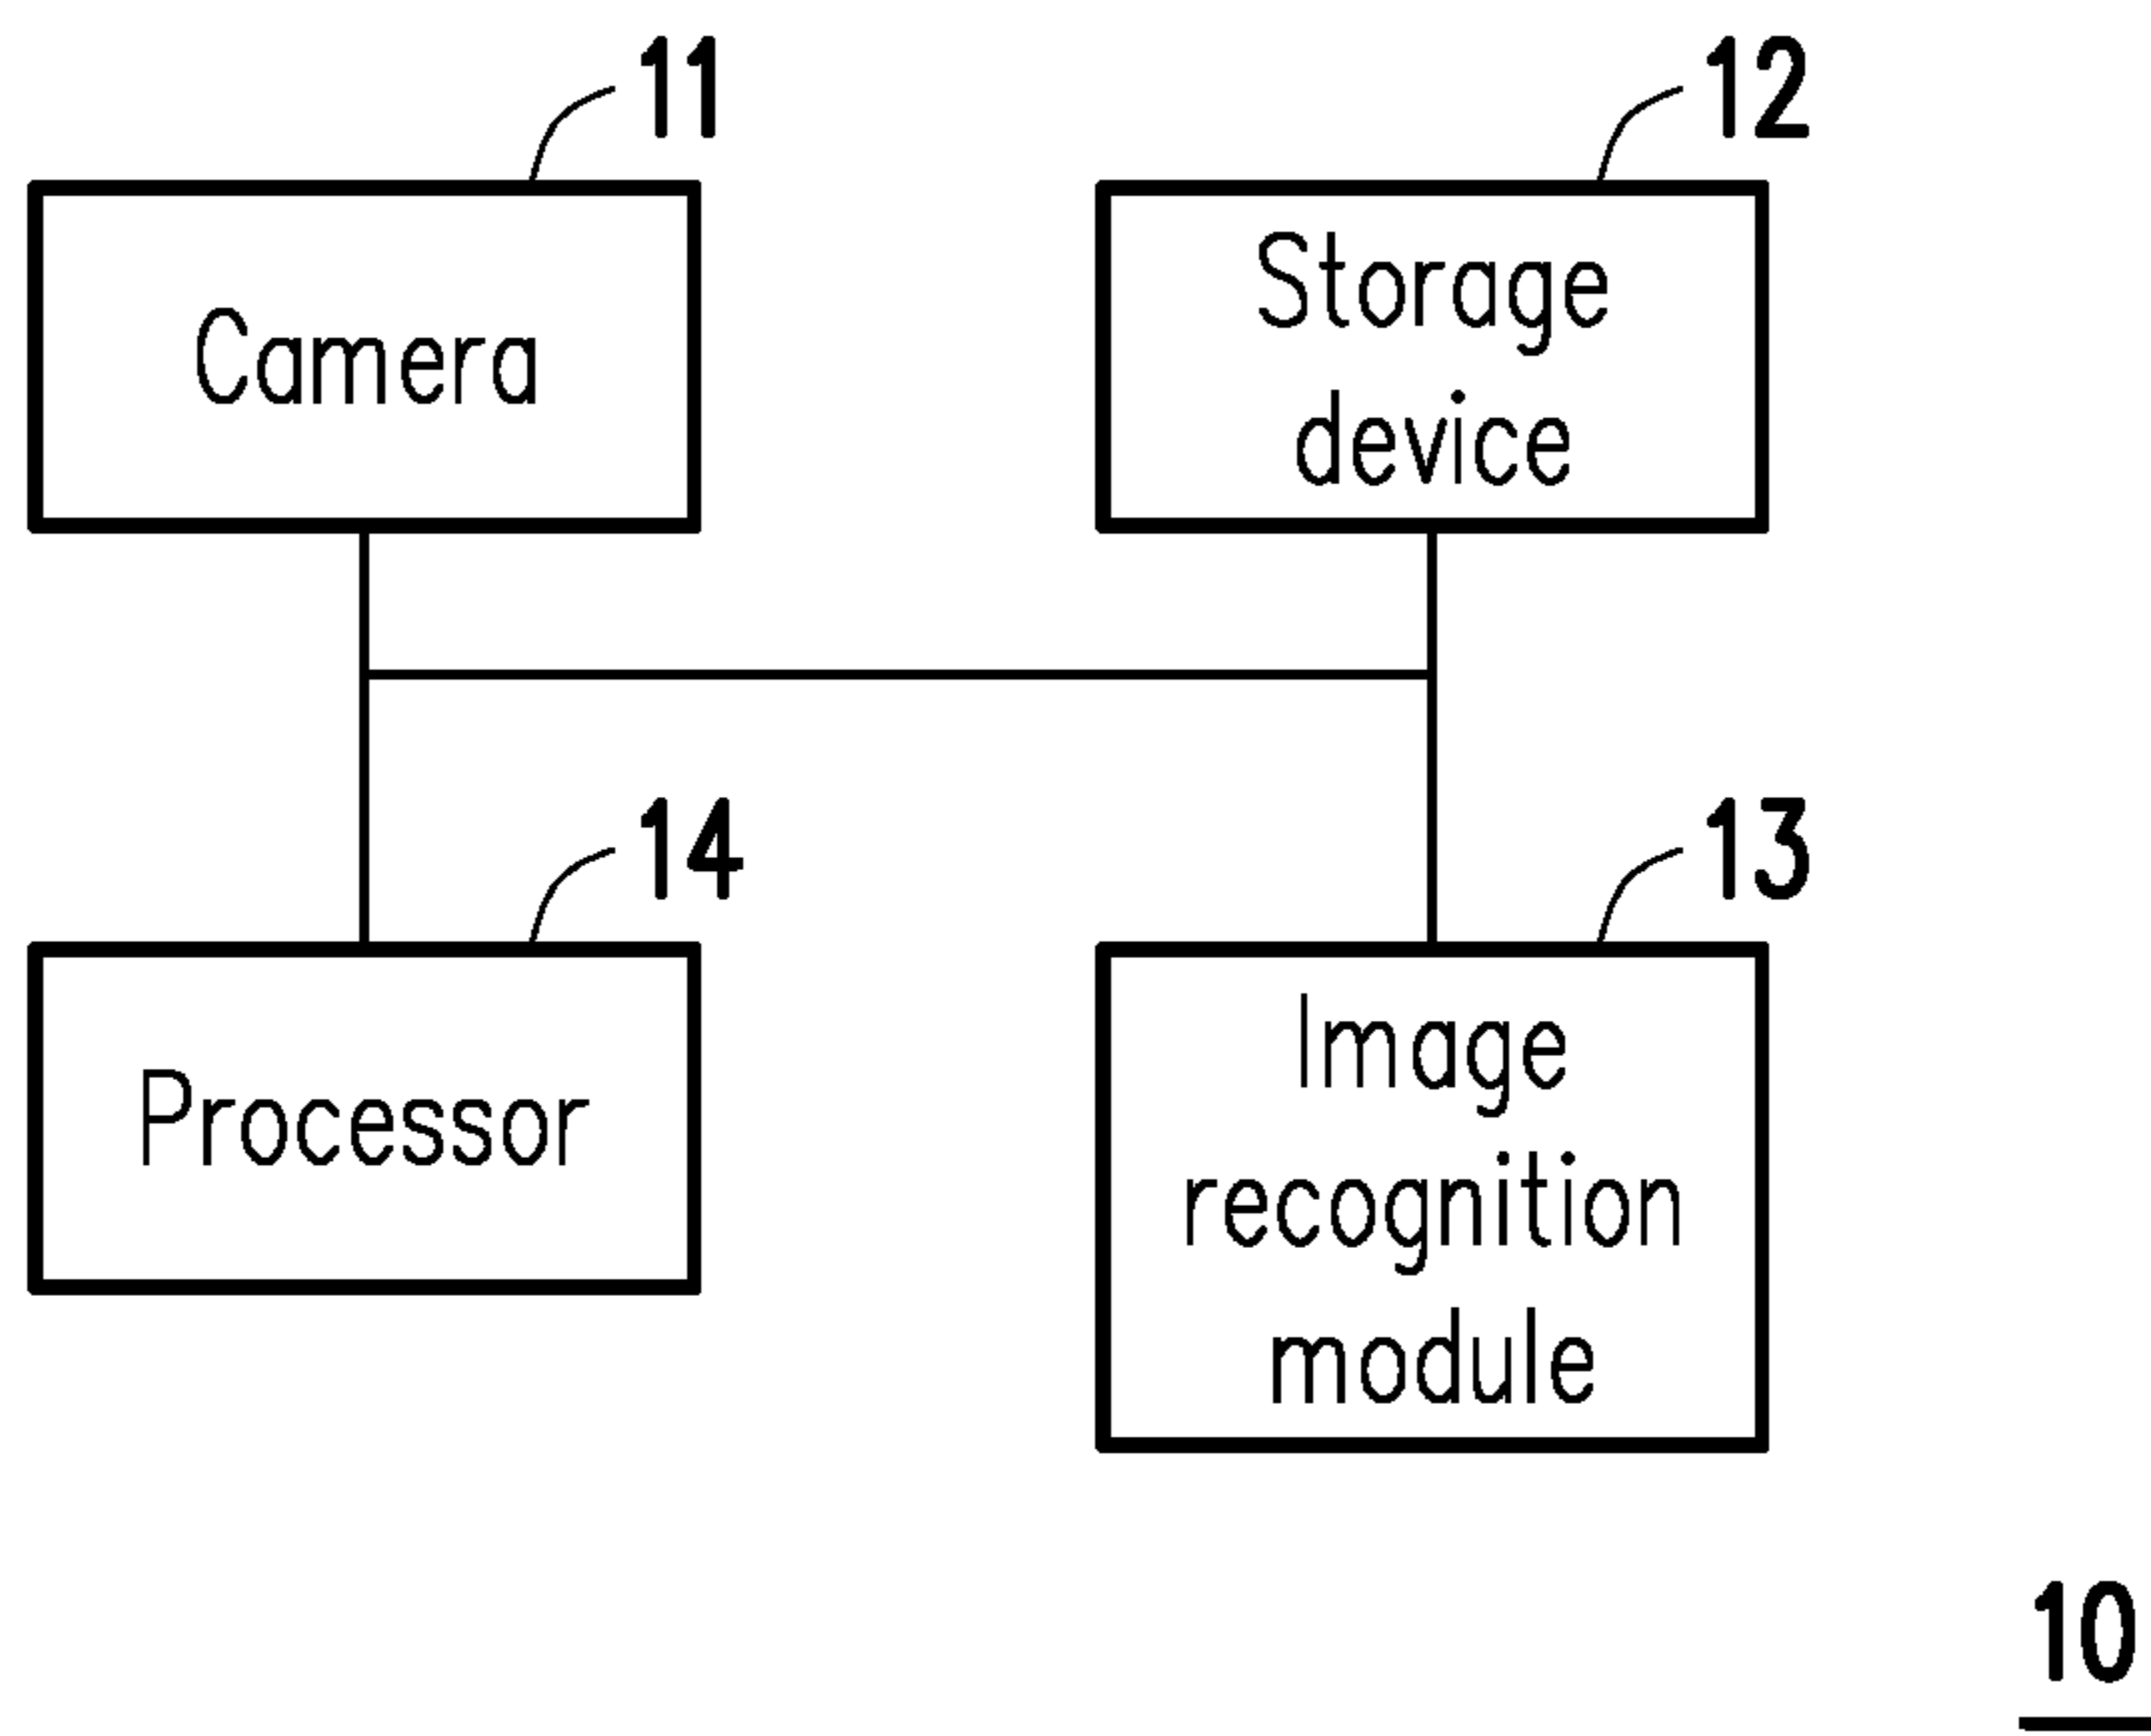 11
12
Camera
Storage
device
14
13
Processor
Image
recognition
module
10